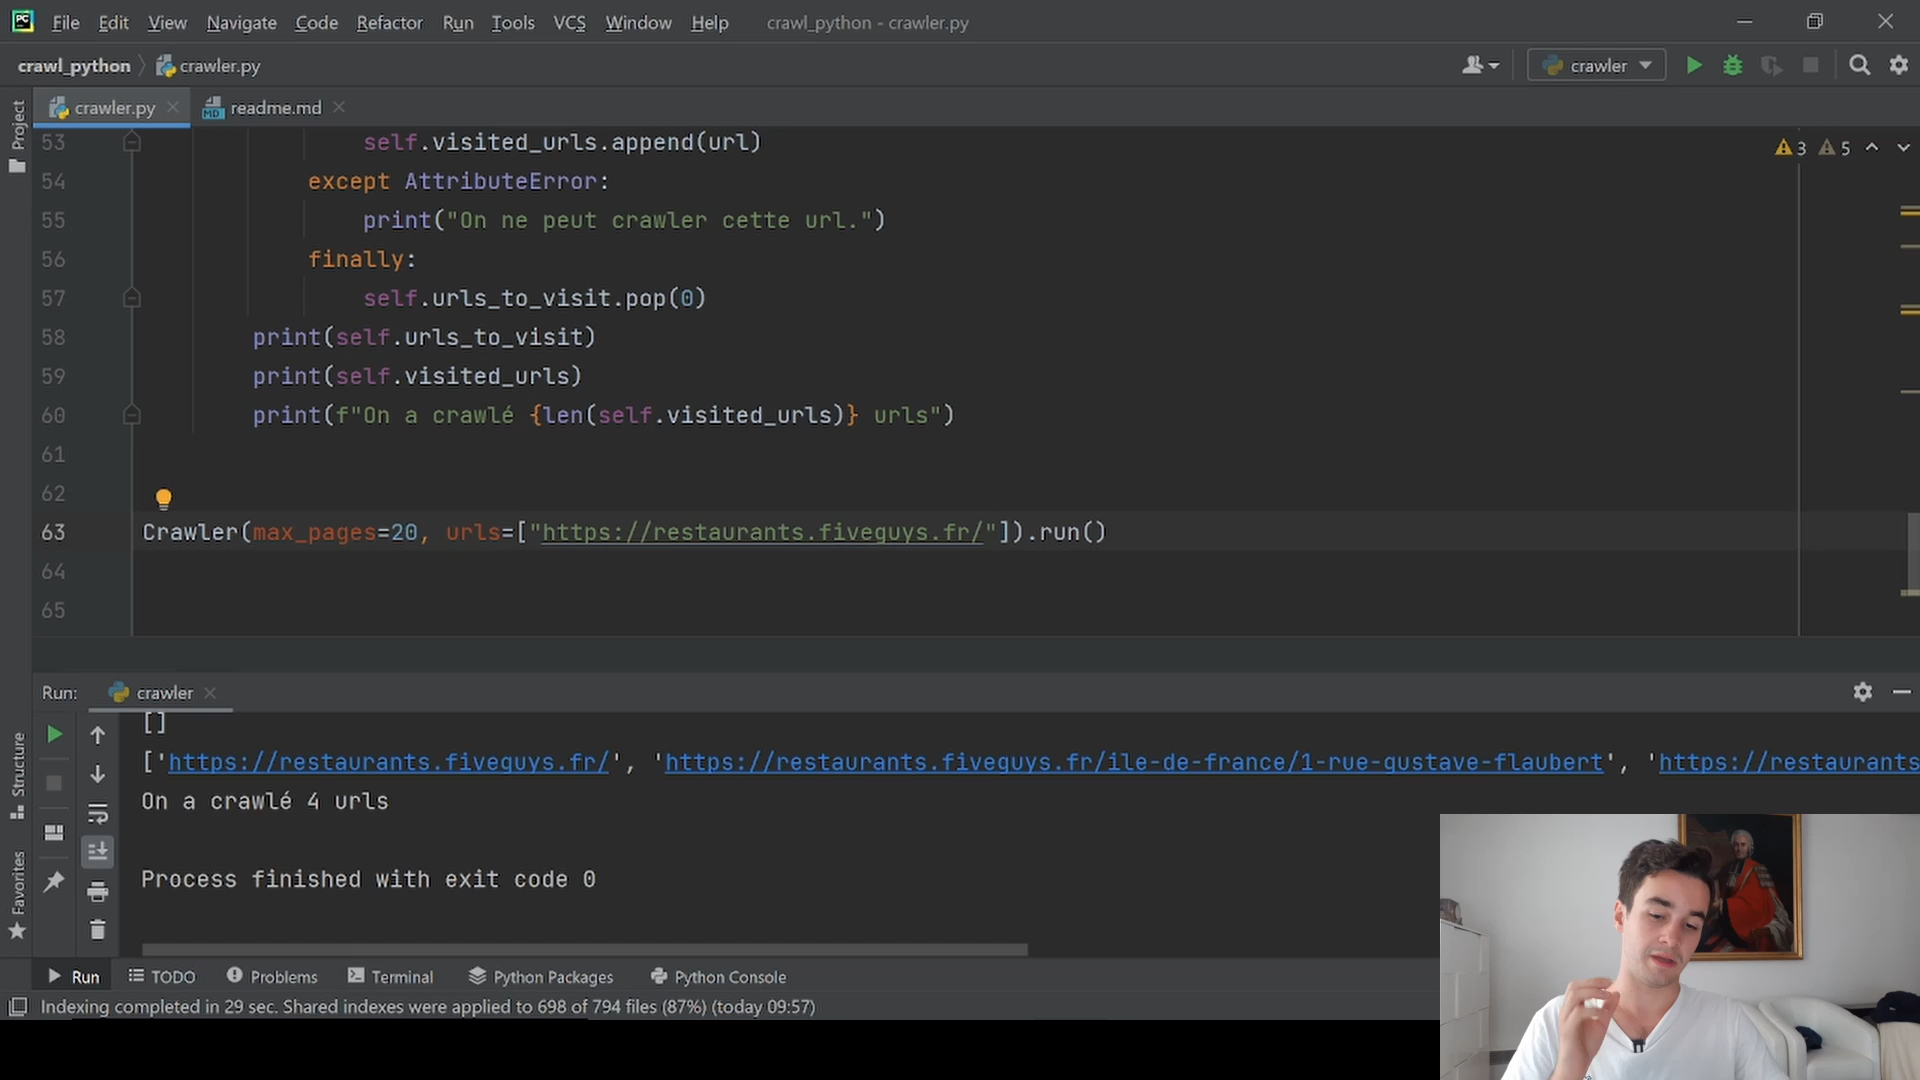 PC File Edit View Navigate Code Refactor Run Tools VCS Window Help crawl_python - crawler.py
crawl_python crawler.py crawler
crawler.py readme.md
Project
53 self.visited_urls.append(url)
3 5
54 except AttributeError:
55 print("On ne peut crawler cette url.")
56 finally:
57 self.urls_to_visit.pop(0)
58 print(self.urls_to_visit)
59 print(self.visited_urls)
60 print(f"On a crawlé {len(self.visited_urls)} urls")
61
62
63 Crawler(max_pages=20, urls=["https://restaurants.fiveguys.fr/"]).run()
64
65
Run: crawler
[]
['https://restaurants.fiveguys.fr/', 'https://restaurants.fiveguys.fr/ile-de-france/1-rue-gustave-flaubert', 'https://restaurants
On a crawlé 4 urls
Process finished with exit code 0
Structure
Favorites
Run TODO Problems Terminal Python Packages Python Console
Indexing completed in 29 sec. Shared indexes were applied to 698 of 794 files (87%) (today 09:57)